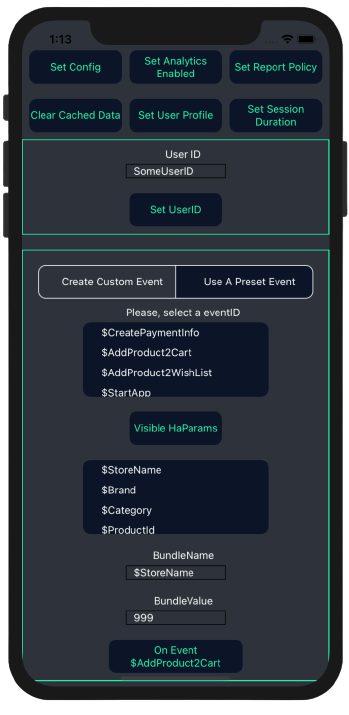 1:13
Set Config
Set Analytics
Enabled
Set Report Policy
Clear Cached Data
Set User Profile
Set Session
Duration
User ID
SomeUserID
Set UserID
Create Custom Event
Use A Preset Event
Please, select a eventID
$CreatePaymentInfo
$AddProduct2Cart
$AddProduct2WishList
$StartApp
Visible HaParams
$StoreName
$Brand
$Category
$ProductId
BundleName
$StoreName
BundleValue
999
On Event
$AddProduct2Cart